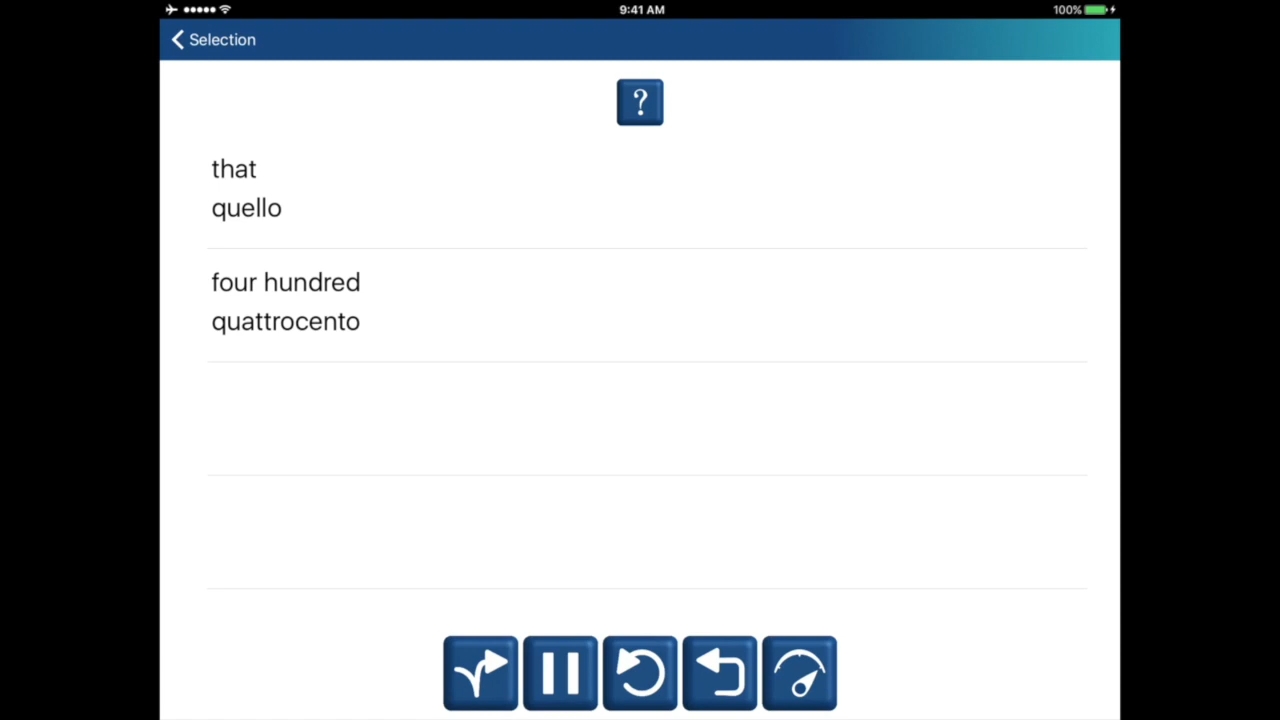 9:41 AM
100%
Selection
?
that
quello
four hundred
quattrocento